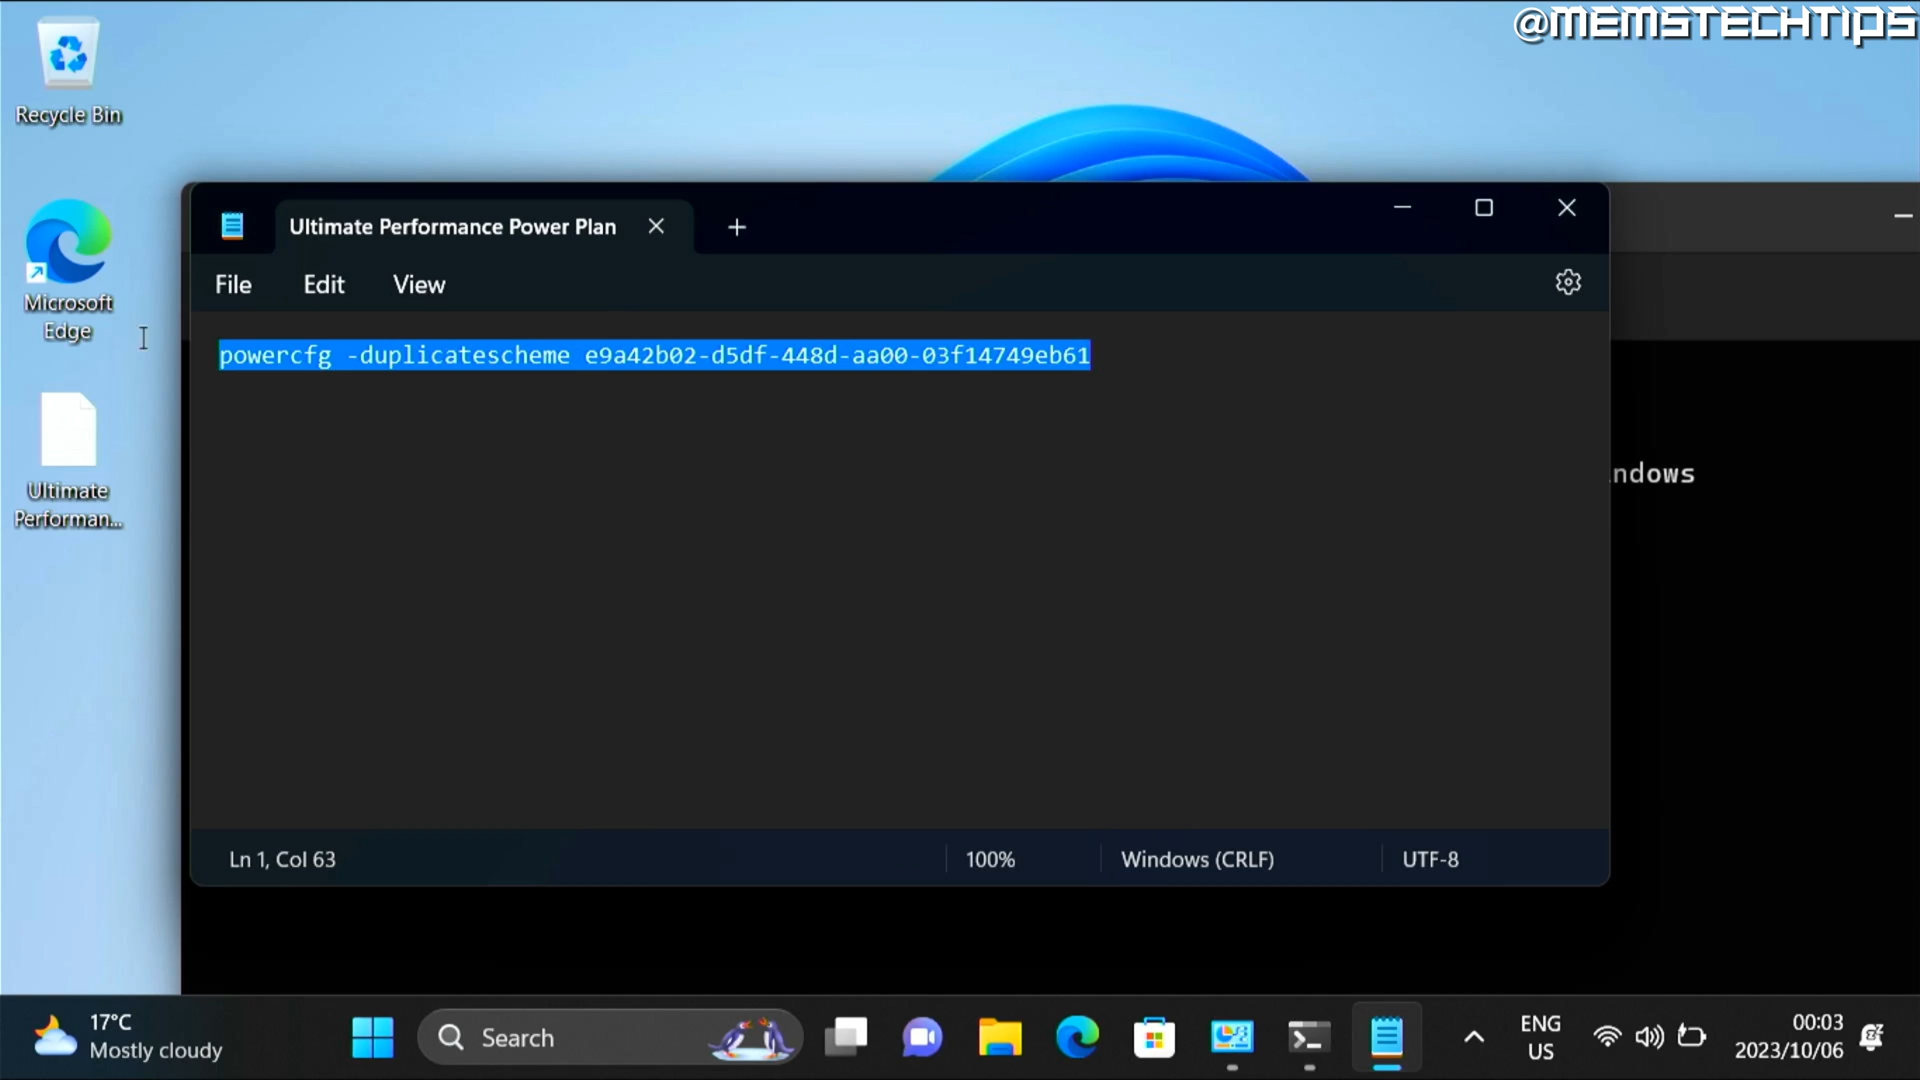 @MEMSTECHTIPS
Recycle Bin
Microsoft
Edge
Ultimate
Performan...
Ultimate Performance Power Plan
File Edit View
powercfg -duplicatescheme e9a42b02-d5df-448d-aa00-03f14749eb61
ndows
Ln 1, Col 63 100% Windows (CRLF) UTF-8
17°C
Mostly cloudy
Search
ENG
US
00:03
2023/10/06